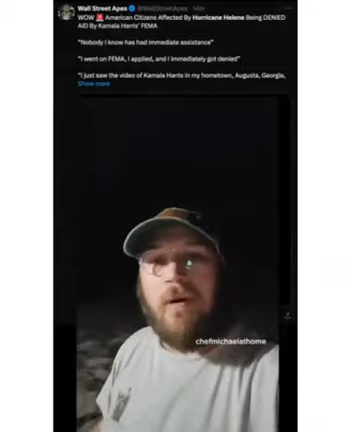 Wall Street Apes @WallStreetApes
WOW 🚨 American Citizens Affected By Hurricane Helene Being DENIED
AID By Kamala Harris' FEMA
"Nobody I know has had immediate assistance"
"I went on FEMA, I applied, and I immediately got denied"
"I just saw the video of Kamala Harris in my hometown, Augusta, Georgia,
Show more
chefmichaelathome